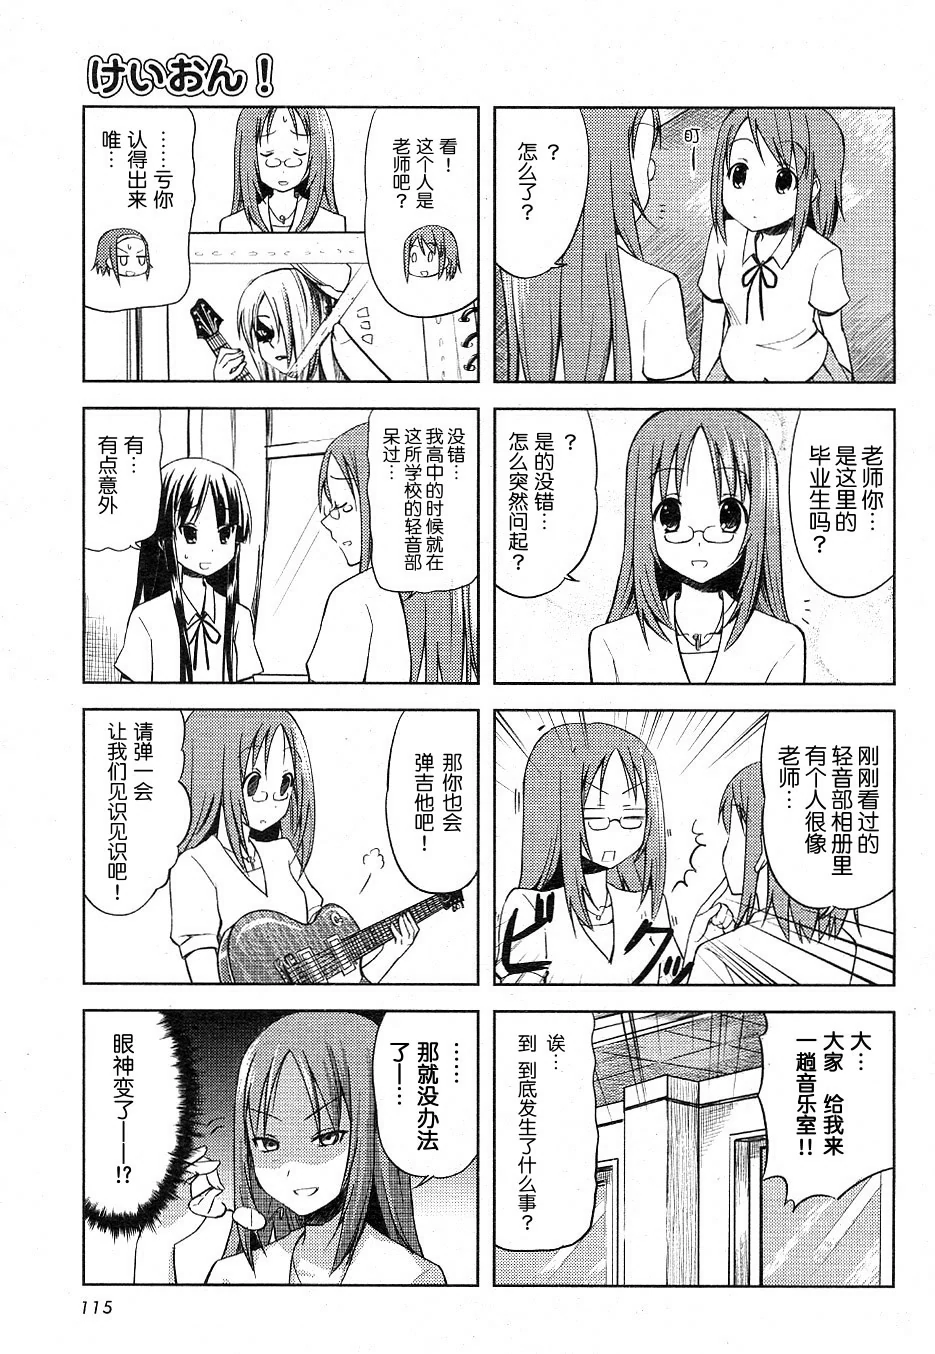 けいおん！
盯
—
？
怎么了？
老师你…
是这里的
毕业生吗？
？
是的没错…
怎么突然问起？
刚刚看过的
轻音部相册里
有个人很像
老师…
ビクッ
大…
大家 给我来
一趟音乐室!!
诶…
到 到底发生了什么事？
看！
这个人是
老师吧？
……亏你
认得出来
唯…
没错…
我高中的时候就在
这所学校的轻音部
呆过…
有…
有点意外
那你也会
弹吉他吧！
请弹一会
让我们见识见识吧！
……
那就没办法
了——…
眼神变了——!?
115